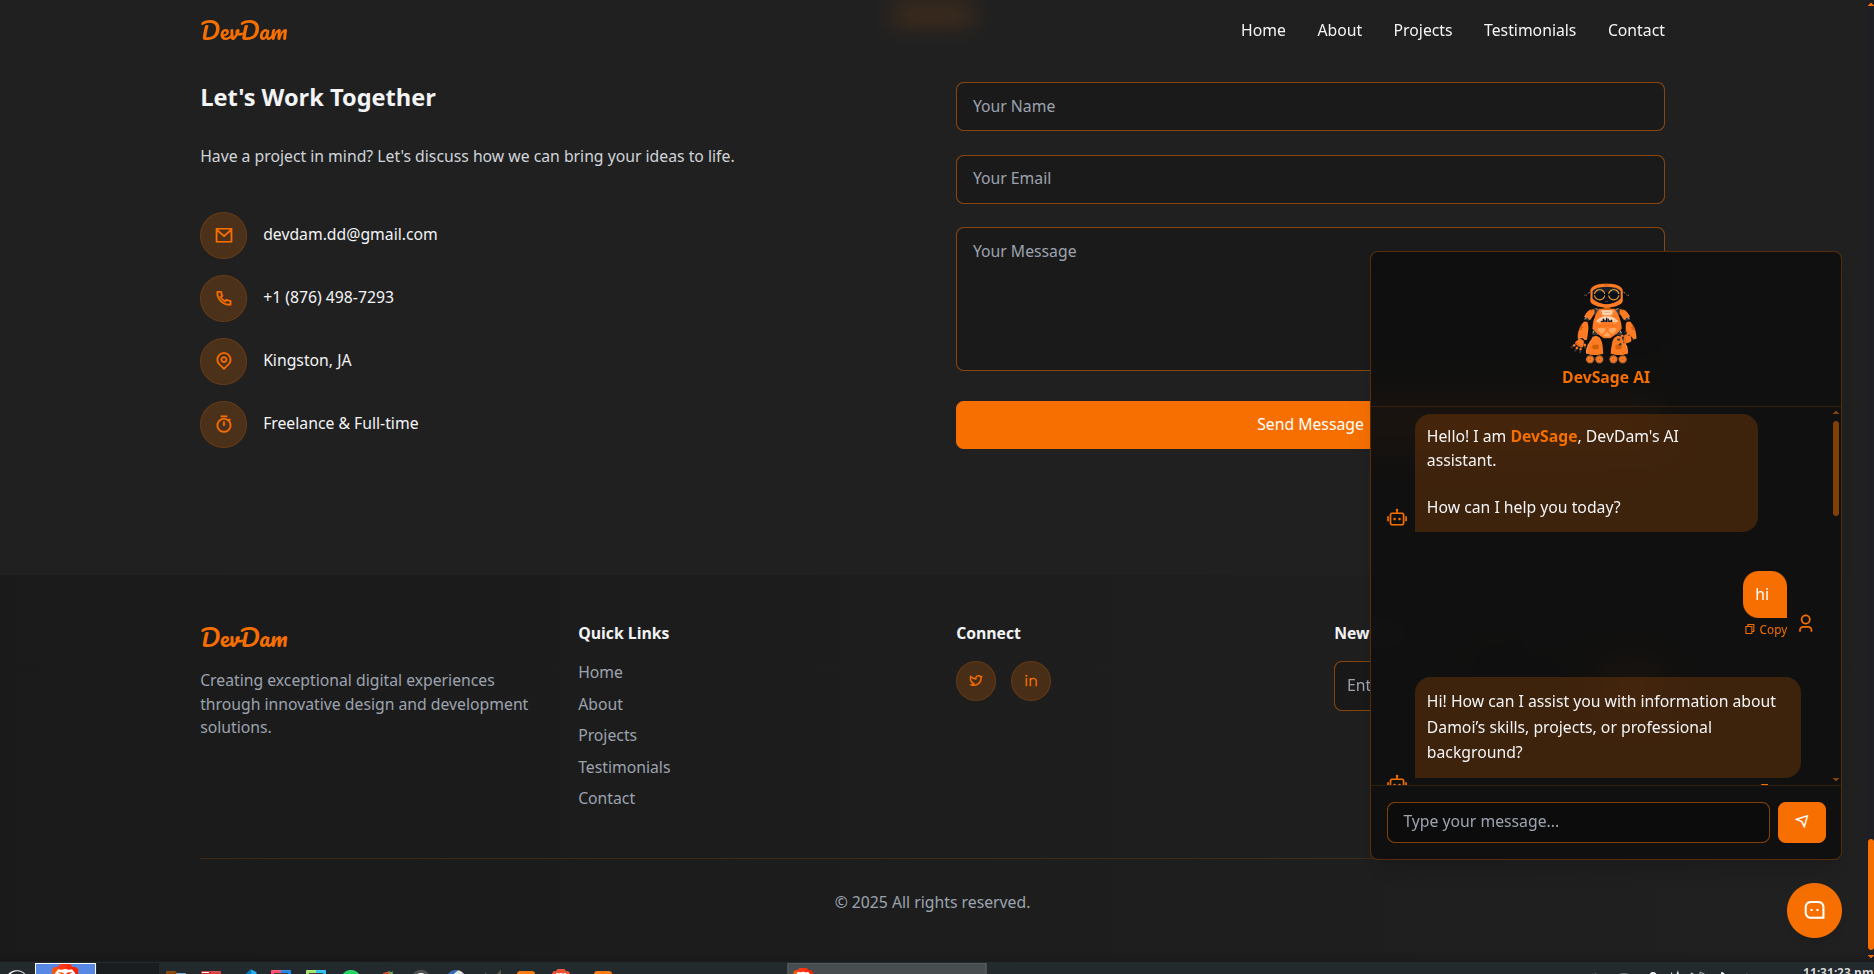 DevDam
Home
About
Projects
Testimonials
Contact
Let's Work Together
Have a project in mind? Let's discuss how we can bring your ideas to life.
devdam.dd@gmail.com
+1 (876) 498-7293
Kingston, JA
Freelance & Full-time
Your Name
Your Email
Your Message
Send Message
DevSage AI
Hello! I am DevSage, DevDam's AI
assistant.
How can I help you today?
hi
Copy
Hi! How can I assist you with information about
Damoi’s skills, projects, or professional
background?
Type your message...
DevDam
Creating exceptional digital experiences
through innovative design and development
solutions.
Quick Links
Home
About
Projects
Testimonials
Contact
Connect
in
New
Ent
© 2025 All rights reserved.
11:31:23 pm